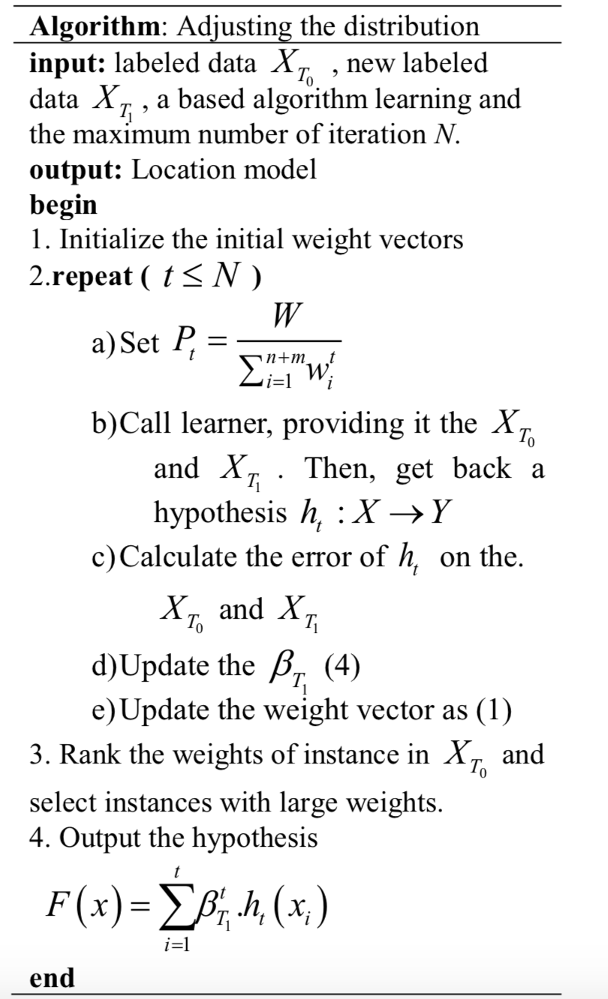 Algorithm: Adjusting the distribution
input: labeled data X_{T_0} , new labeled
data X_{T_1} , a based algorithm learning and
the maximum number of iteration N.
output: Location model
begin
1. Initialize the initial weight vectors
2.repeat ( t ≤ N )
a) Set P_t = \frac{W}{\sum_{i=1}^{n+m} w_i^t}
b)Call learner, providing it the X_{T_0}
and X_{T_1} . Then, get back a
hypothesis h_t : X → Y
c)Calculate the error of h_t on the.
X_{T_0} and X_{T_1}
d)Update the β_{T_1} (4)
e)Update the weight vector as (1)
3. Rank the weights of instance in X_{T_0} and
select instances with large weights.
4. Output the hypothesis
F(x) = \sum_{i=1}^{t} β_{T_1}^t .h_t(x_i)
end